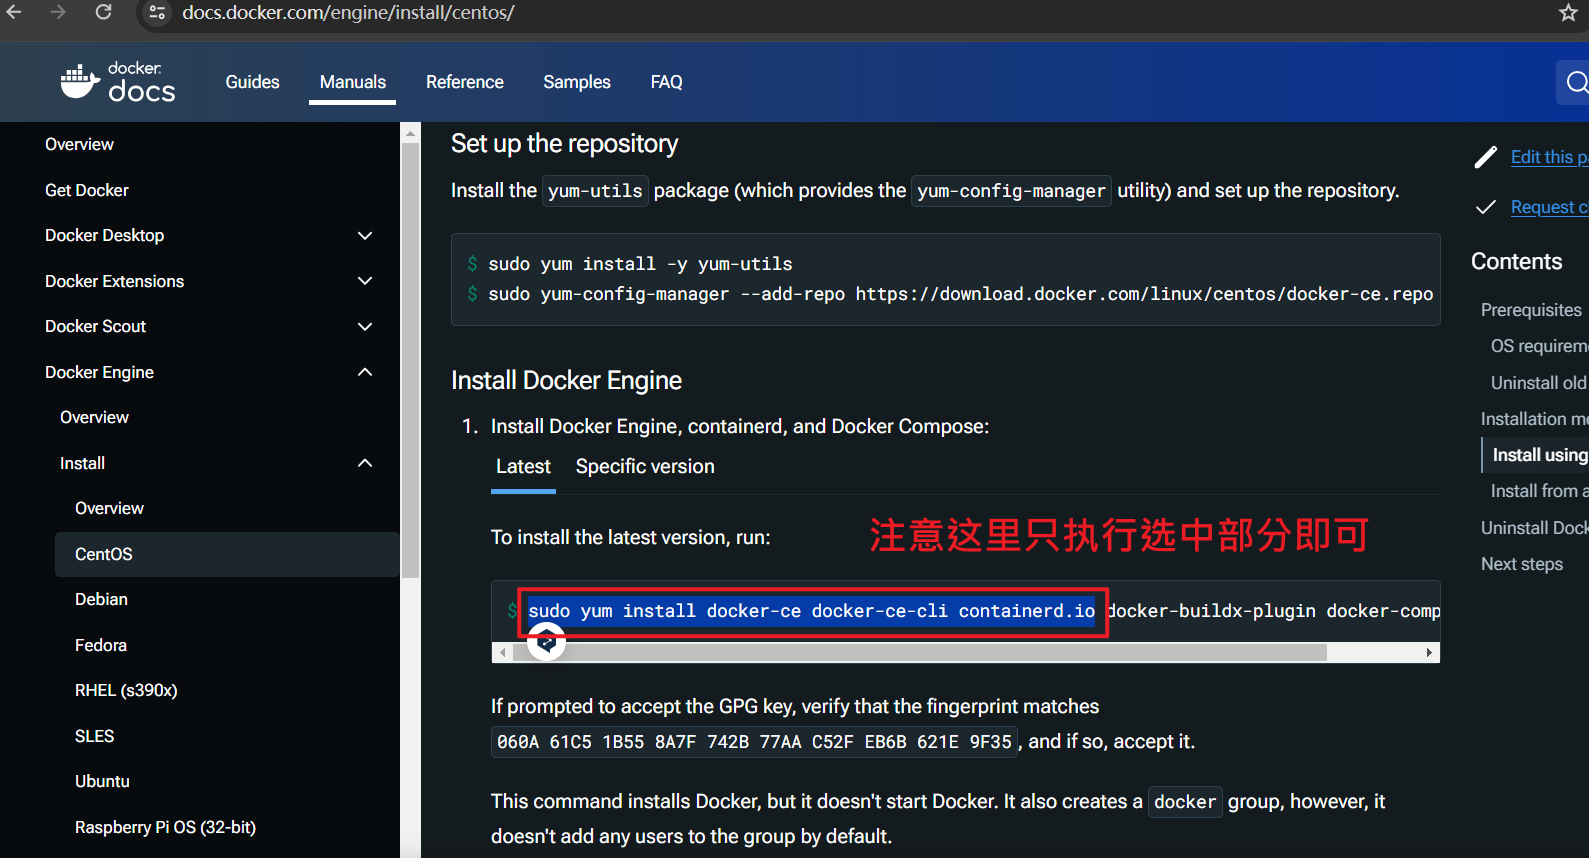 docs.docker.com/engine/install/centos/
docker
docs
Guides
Manuals
Reference
Samples
FAQ
Overview
Get Docker
Docker Desktop
Docker Extensions
Docker Scout
Docker Engine
Overview
Install
Overview
CentOS
Debian
Fedora
RHEL (s390x)
SLES
Ubuntu
Raspberry Pi OS (32-bit)
Set up the repository
Install the yum-utils package (which provides the yum-config-manager utility) and set up the repository.
$ sudo yum install -y yum-utils
$ sudo yum-config-manager --add-repo https://download.docker.com/linux/centos/docker-ce.repo
Install Docker Engine
1. Install Docker Engine, containerd, and Docker Compose:
Latest
Specific version
To install the latest version, run:
注意这里只执行选中部分即可
$ sudo yum install docker-ce docker-ce-cli containerd.io docker-buildx-plugin docker-comp
If prompted to accept the GPG key, verify that the fingerprint matches
060A 61C5 1B55 8A7F 742B 77AA C52F EB6B 621E 9F35, and if so, accept it.
This command installs Docker, but it doesn't start Docker. It also creates a docker group, however, it
doesn't add any users to the group by default.
Edit this p
Request c
Contents
Prerequisites
OS requirem
Uninstall old
Installation me
Install using
Install from a
Uninstall Dock
Next steps